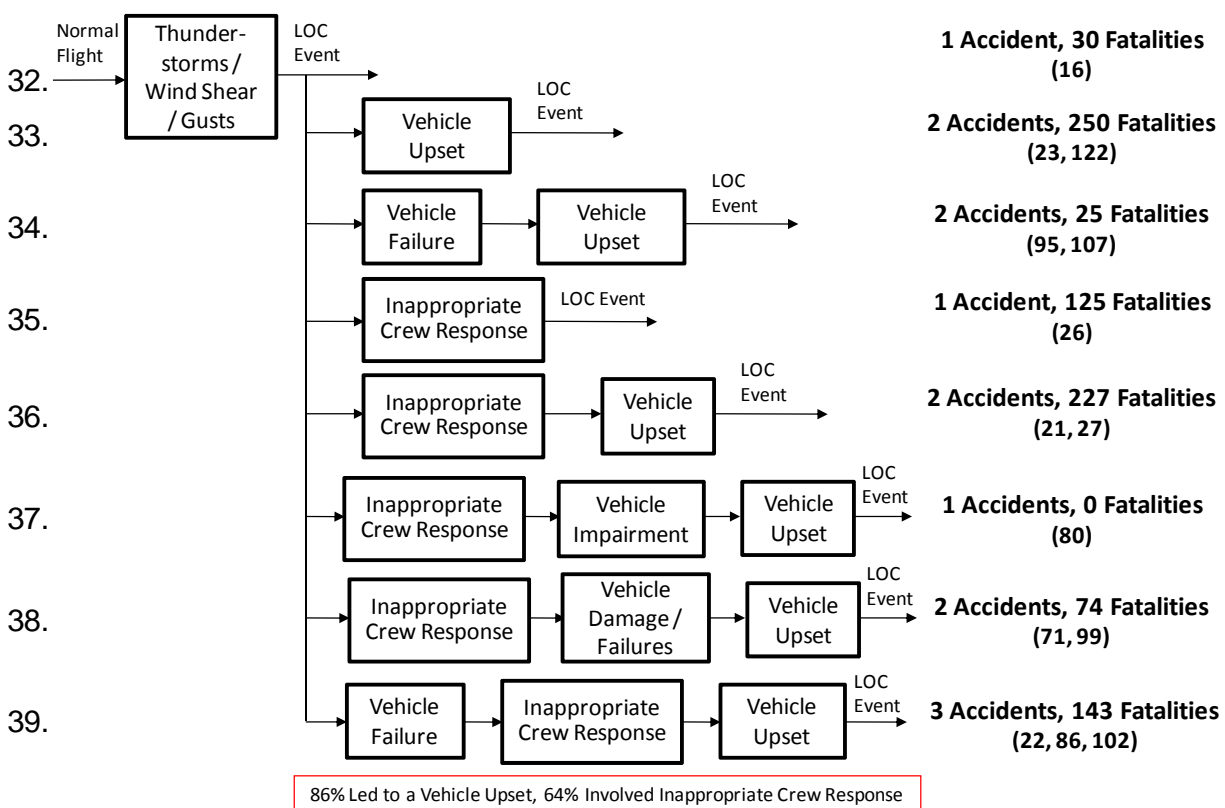 Normal
Flight
Thunder-
storms /
Wind Shear
/ Gusts
LOC
Event
32.
1 Accident, 30 Fatalities
(16)
33.
Vehicle
Upset
LOC
Event
2 Accidents, 250 Fatalities
(23, 122)
34.
Vehicle
Failure
Vehicle
Upset
LOC
Event
2 Accidents, 25 Fatalities
(95, 107)
35.
Inappropriate
Crew Response
LOC Event
1 Accident, 125 Fatalities
(26)
36.
Inappropriate
Crew Response
Vehicle
Upset
LOC
Event
2 Accidents, 227 Fatalities
(21, 27)
37.
Inappropriate
Crew Response
Vehicle
Impairment
Vehicle
Upset
LOC
Event
1 Accidents, 0 Fatalities
(80)
38.
Inappropriate
Crew Response
Vehicle
Damage /
Failures
Vehicle
Upset
LOC
Event
2 Accidents, 74 Fatalities
(71, 99)
39.
Vehicle
Failure
Inappropriate
Crew Response
Vehicle
Upset
LOC
Event
3 Accidents, 143 Fatalities
(22, 86, 102)
86% Led to a Vehicle Upset, 64% Involved Inappropriate Crew Response